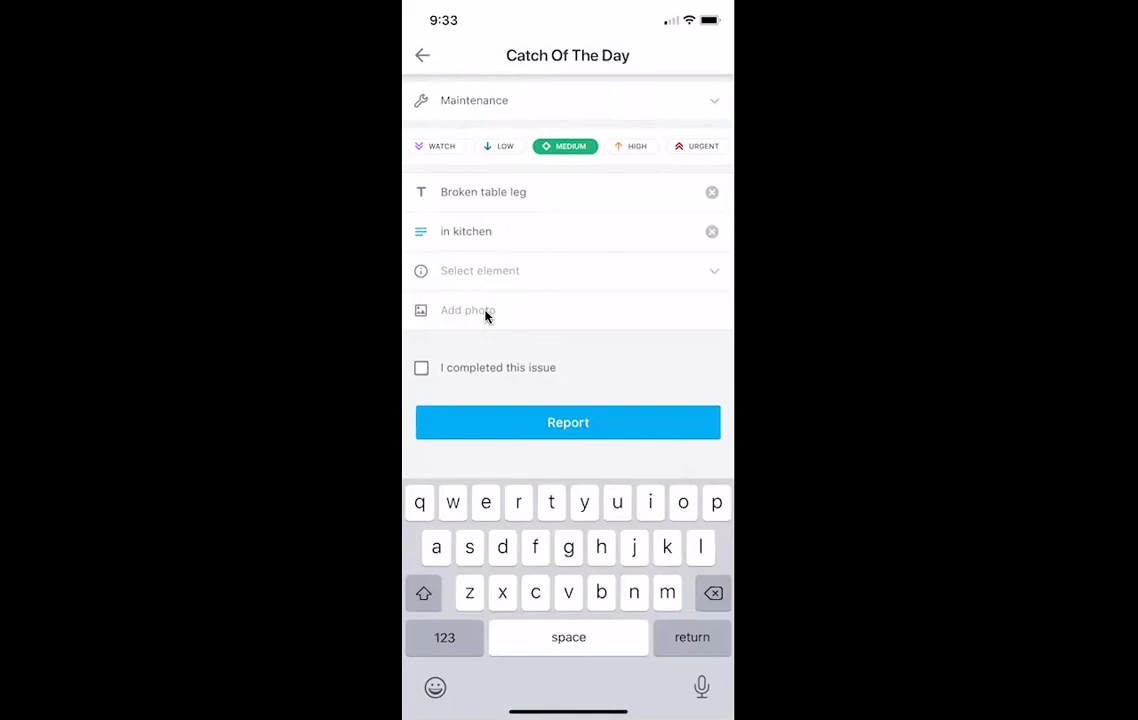 9:33
Catch Of The Day
Maintenance
WATCH LOW MEDIUM HIGH URGENT
Broken table leg
in kitchen
Select element
Add photo
I completed this issue
Report
q w e r t y u i o p
a s d f g h j k l
z x c v b n m
123 space return